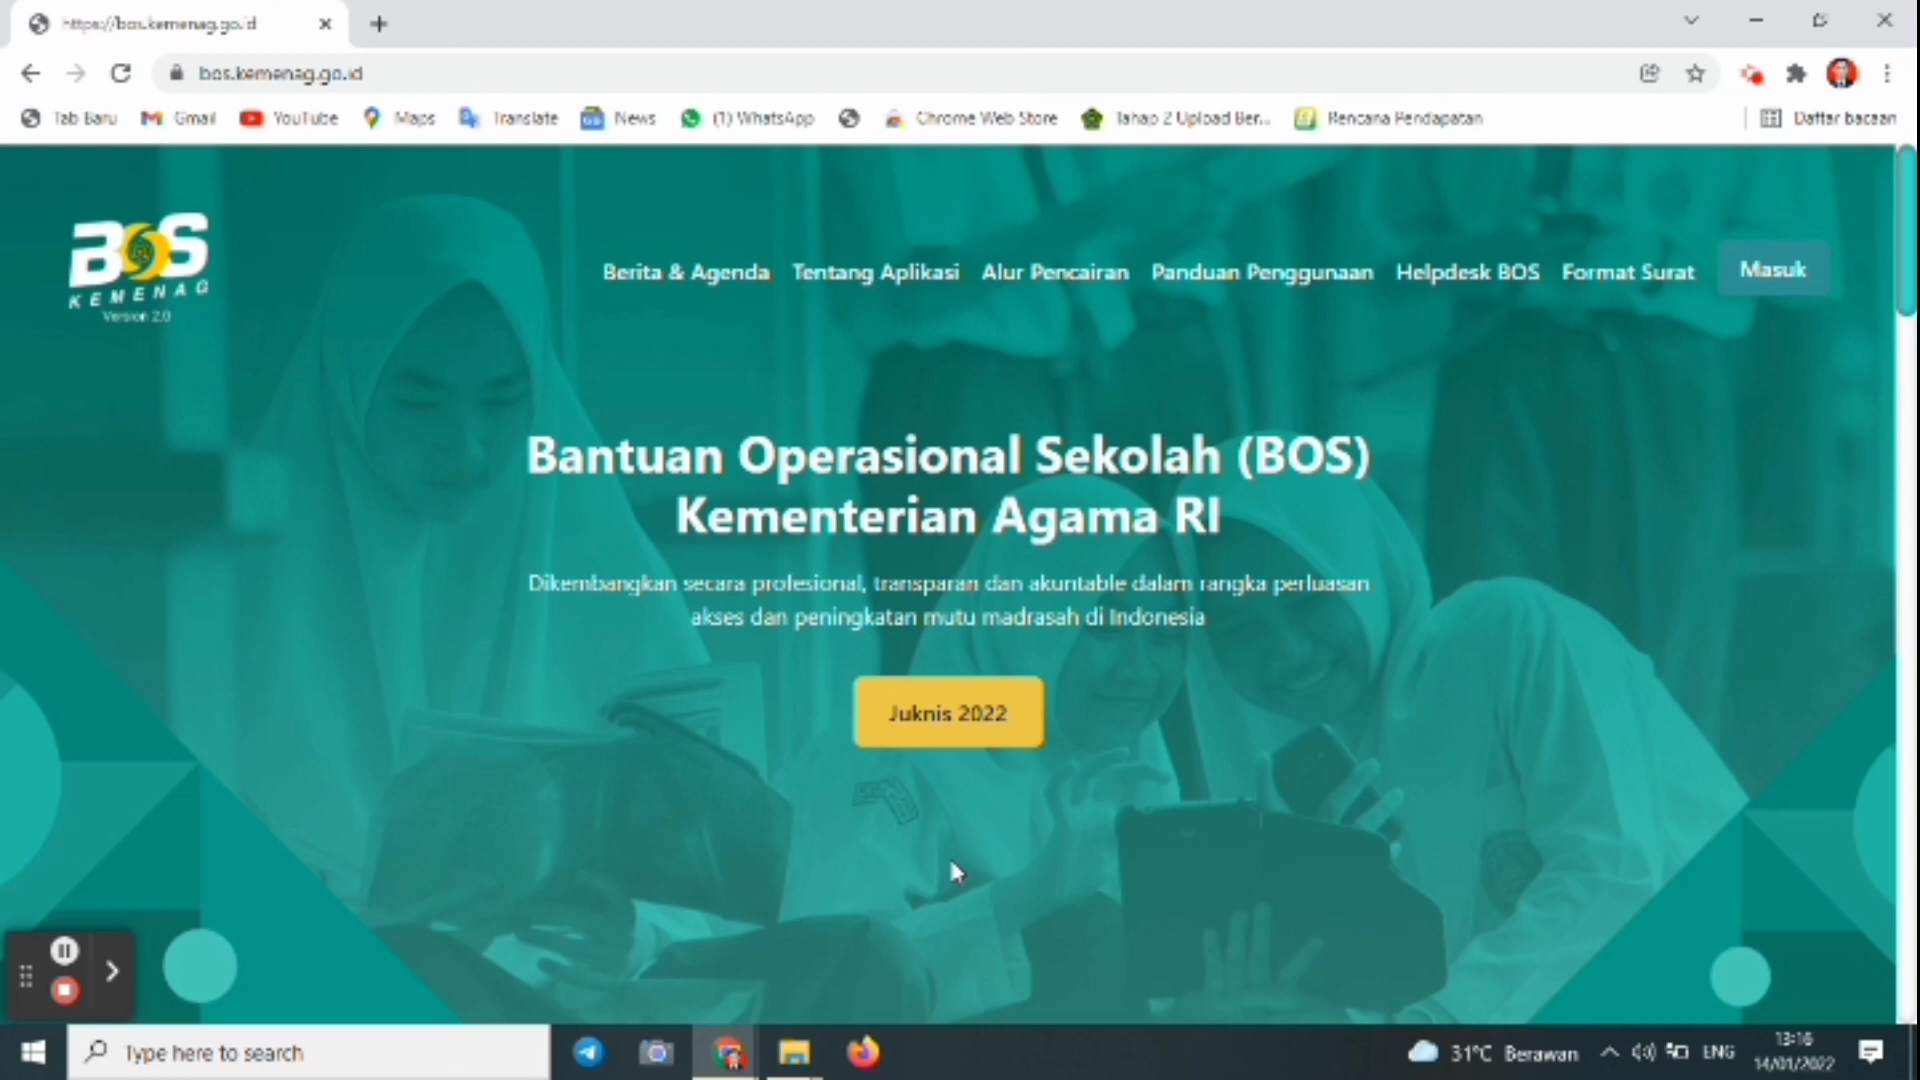 https://bos.kemenag.go.id
bos.kemenag.go.id
Tab Baru Gmail YouTube Maps Translate News (1) WhatsApp Chrome Web Store Tahap 2 Upload Ber... Rencana Pendapatan Daftar bacaan
BOS
KEMENAG
Version 2.0
Berita & Agenda Tentang Aplikasi Alur Pencairan Panduan Penggunaan Helpdesk BOS Format Surat Masuk
Bantuan Operasional Sekolah (BOS)
Kementerian Agama RI
Dikembangkan secara profesional, transparan dan akuntable dalam rangka perluasan
akses dan peningkatan mutu madrasah di Indonesia
Juknis 2022
Type here to search
31°C Berawan ENG
13:16
14/01/2022